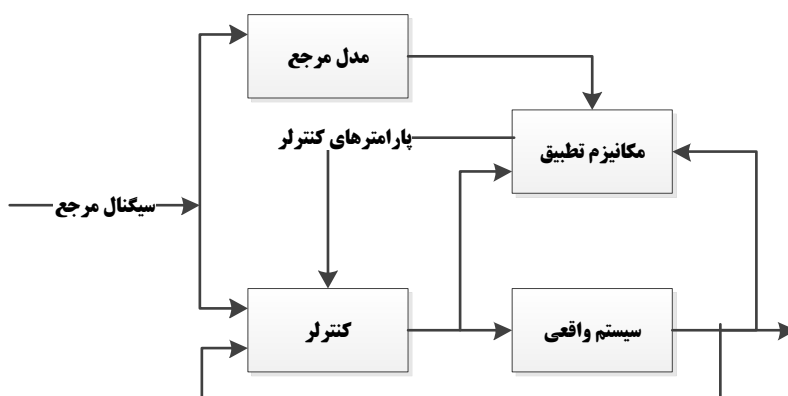 مدل مرجع
پارامترهای کنترلر
مکانیزم تطبیق
سیگنال مرجع
کنترلر
سیستم واقعی